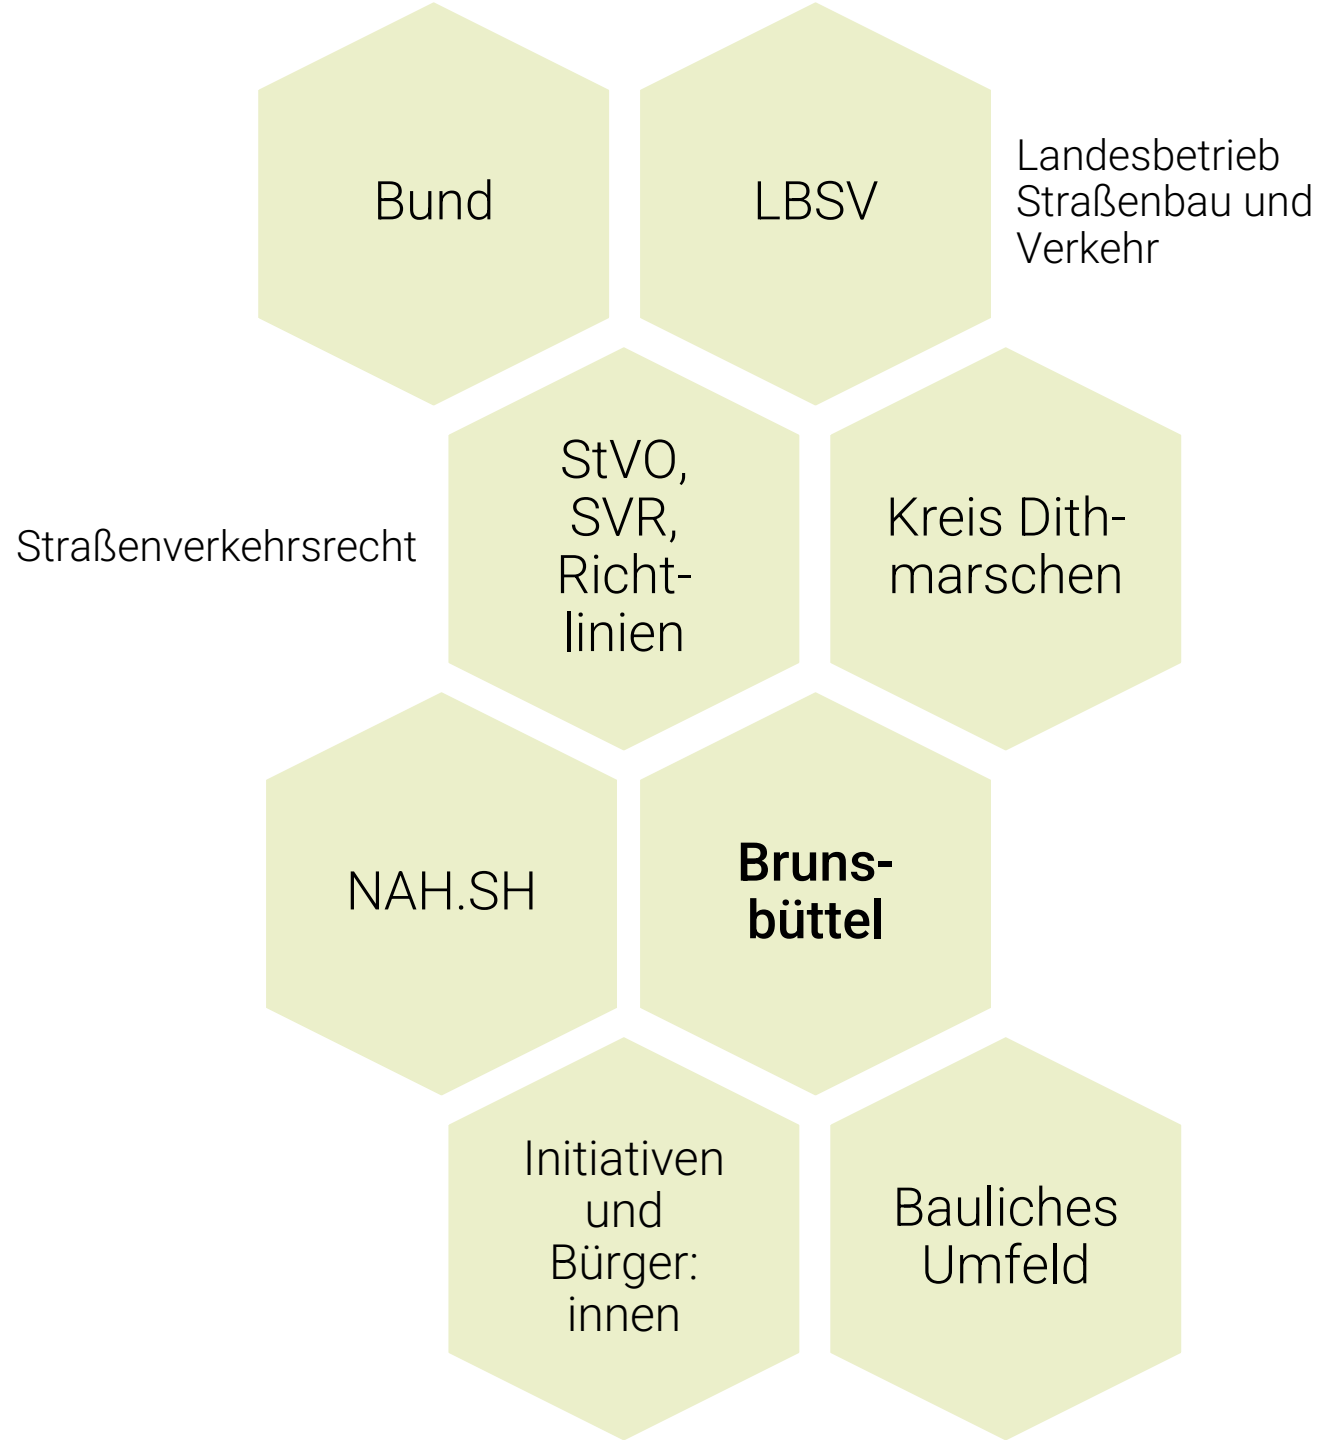 Bund
LBSV
Landesbetrieb
Straßenbau und
Verkehr
Straßenverkehrsrecht
StVO,
SVR,
Richt-
linien
Kreis Dith-
marschen
NAH.SH
Bruns-
büttel
Initiativen
und
Bürger:
innen
Bauliches
Umfeld